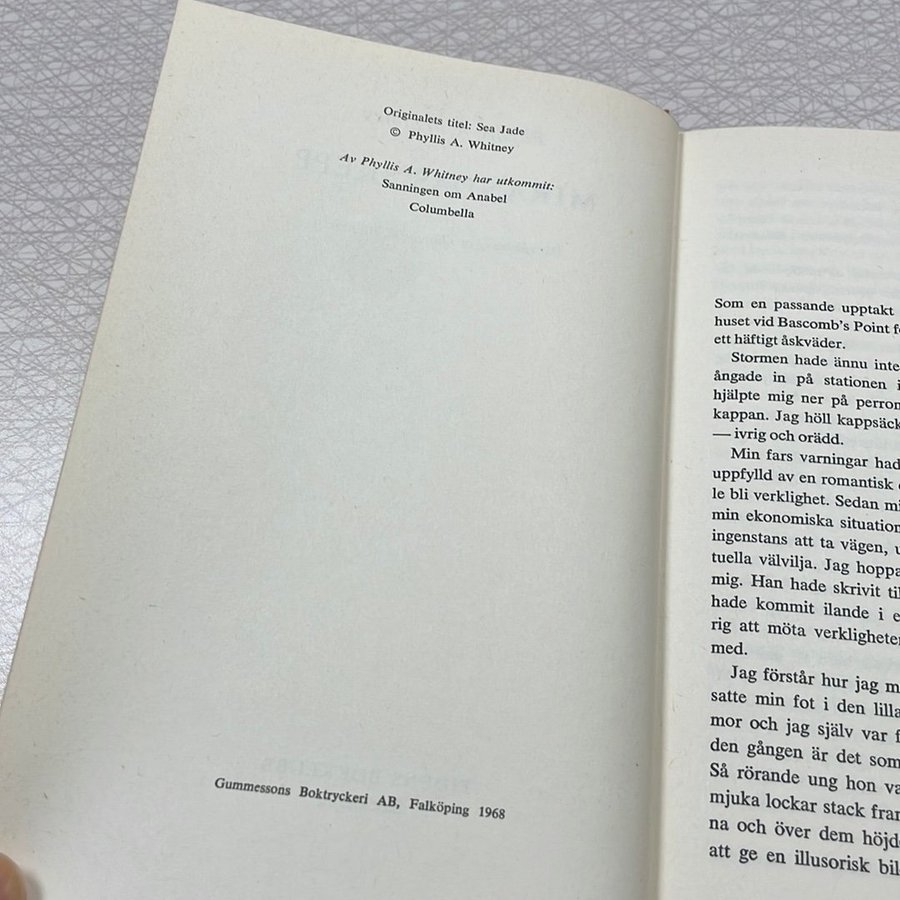 Originalets titel: Sea Jade
© Phyllis A. Whitney
Av Phyllis A. Whitney har utkommit:
Sanningen om Anabel
Columbella
Gummessons Boktryckeri AB, Falköping 1968
Som en passande upptakt
huset vid Bascomb's Point f
ett häftigt åskväder.
Stormen hade ännu inte
ångade in på stationen i
hjälpte mig ner på perron
kappan. Jag höll kappsäck
— ivrig och orädd.
Min fars varningar had
uppfylld av en romantisk
le bli verklighet. Sedan mi
min ekonomiska situation
ingenstans att ta vägen, u
tuella välvilja. Jag hoppa
mig. Han hade skrivit til
hade kommit ilande i e
rig att möta verkligheten
med.
Jag förstår hur jag m
satte min fot i den lilla
mor och jag själv var f
den gången är det som
Så rörande ung hon va
mjuka lockar stack fram
na och över dem höjd
att ge en illusorisk bil